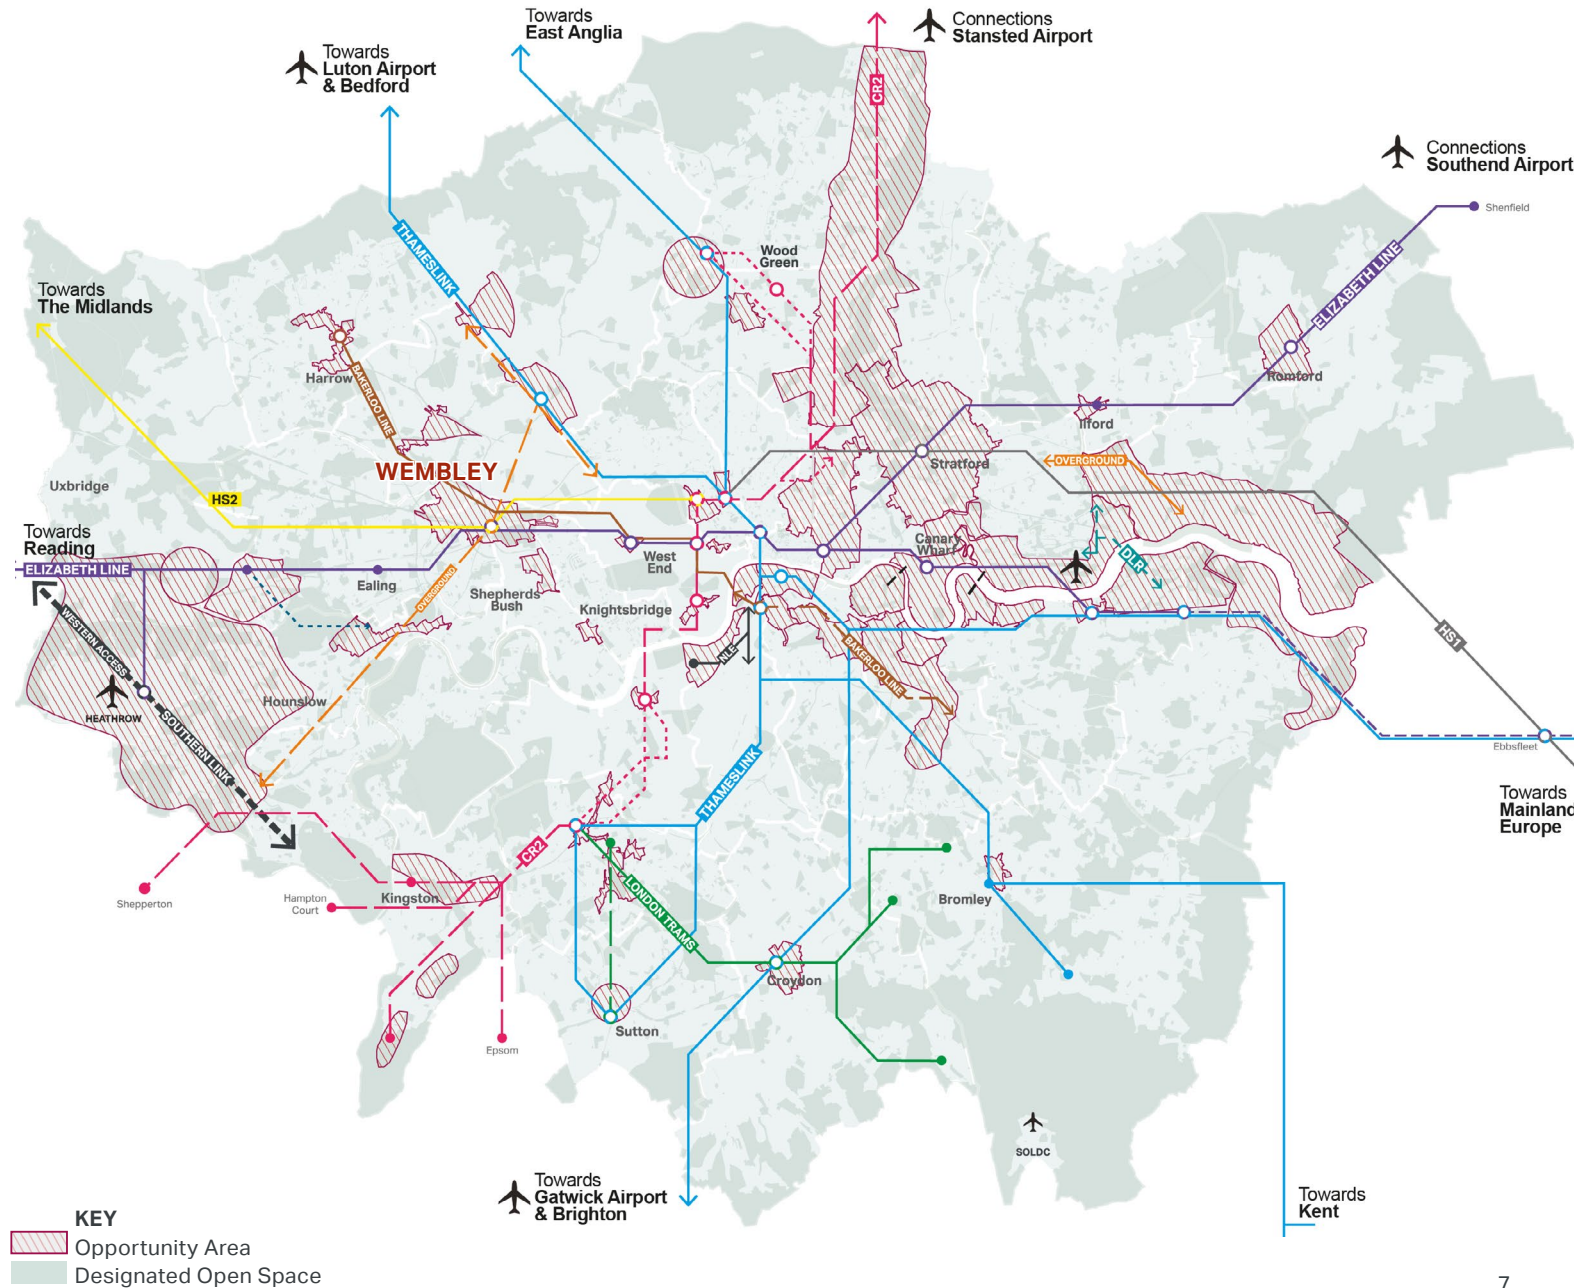 Towards
East Anglia
Connections
Stansted Airport
Towards
Luton Airport
& Bedford
CR2
Connections
Southend Airport
Shenfield
THAMESLINK
Wood
Green
ELIZABETH LINE
Towards
The Midlands
Harrow
BAKERLOO LINE
Romford
Ilford
WEMBLEY
Stratford
OVERGROUND
Uxbridge
HS2
Towards
Reading
ELIZABETH LINE
Ealing
West
End
Canary
Wharf
DLR
OVERGROUND
Shepherds
Bush
Knightsbridge
WESTERN ACCESS
HS1
NLE
BAKERLOO LINE
Hounslow
HEATHROW
SOUTHERN LINK
Ebbsfleet
THAMESLINK
Towards
Mainland
Europe
CR2
Shepperton
Hampton
Court
Kingston
LONDON TRAMS
Bromley
Croydon
Sutton
Epsom
SOLDC
Towards
Gatwick Airport
& Brighton
Towards
Kent
KEY
Opportunity Area
Designated Open Space
7